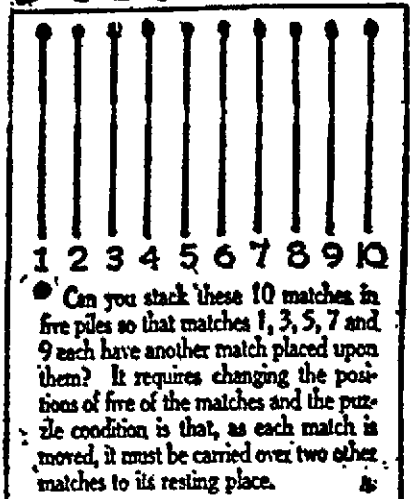 1 2 3 4 5 6 7 8 9 10
Can you stack these 10 matches in
five piles so that matches 1, 3, 5, 7 and
9 each have another match placed upon
them? It requires changing the posi-
tions of five of the matches and the puz-
zle condition is that, as each match is
moved, it must be carried over two other
matches to its resting place.